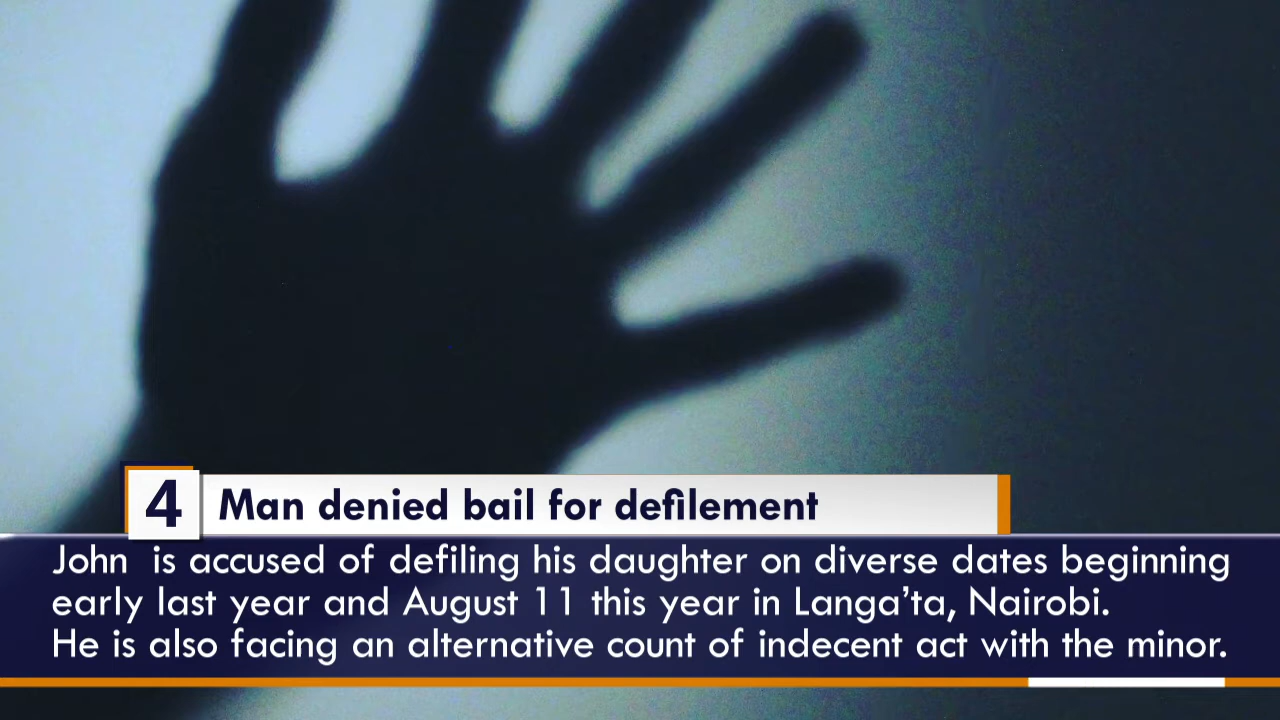 4
Man denied bail for defilement
John is accused of defiling his daughter on diverse dates beginning
early last year and August 11 this year in Langa’ta, Nairobi.
He is also facing an alternative count of indecent act with the minor.